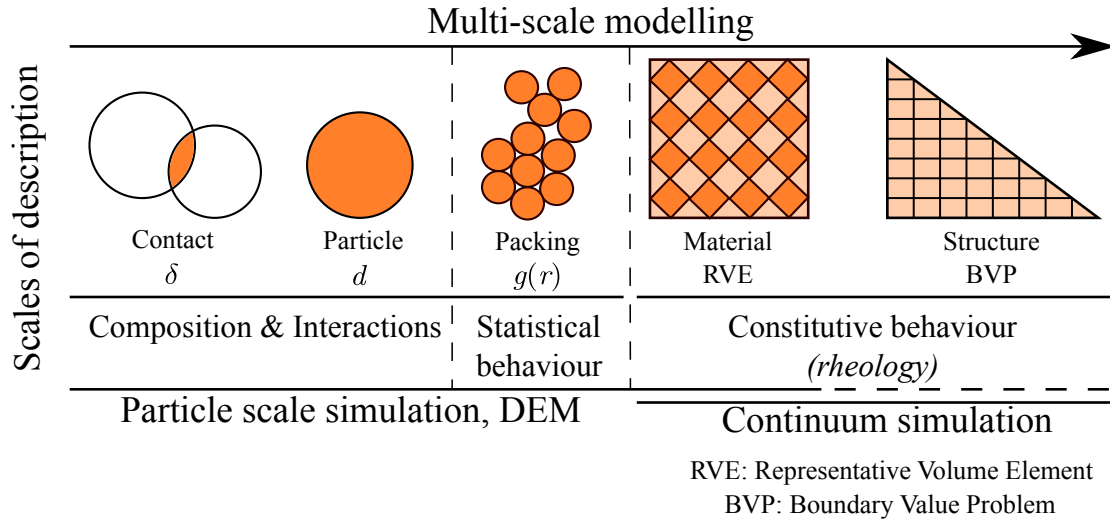 Multi-scale modelling
Scales of description
Contact
δ
Particle
d
Packing
g(r)
Material
RVE
Structure
BVP
Composition & Interactions
Statistical
behaviour
Constitutive behaviour
(rheology)
Particle scale simulation, DEM
Continuum simulation
RVE: Representative Volume Element
BVP: Boundary Value Problem